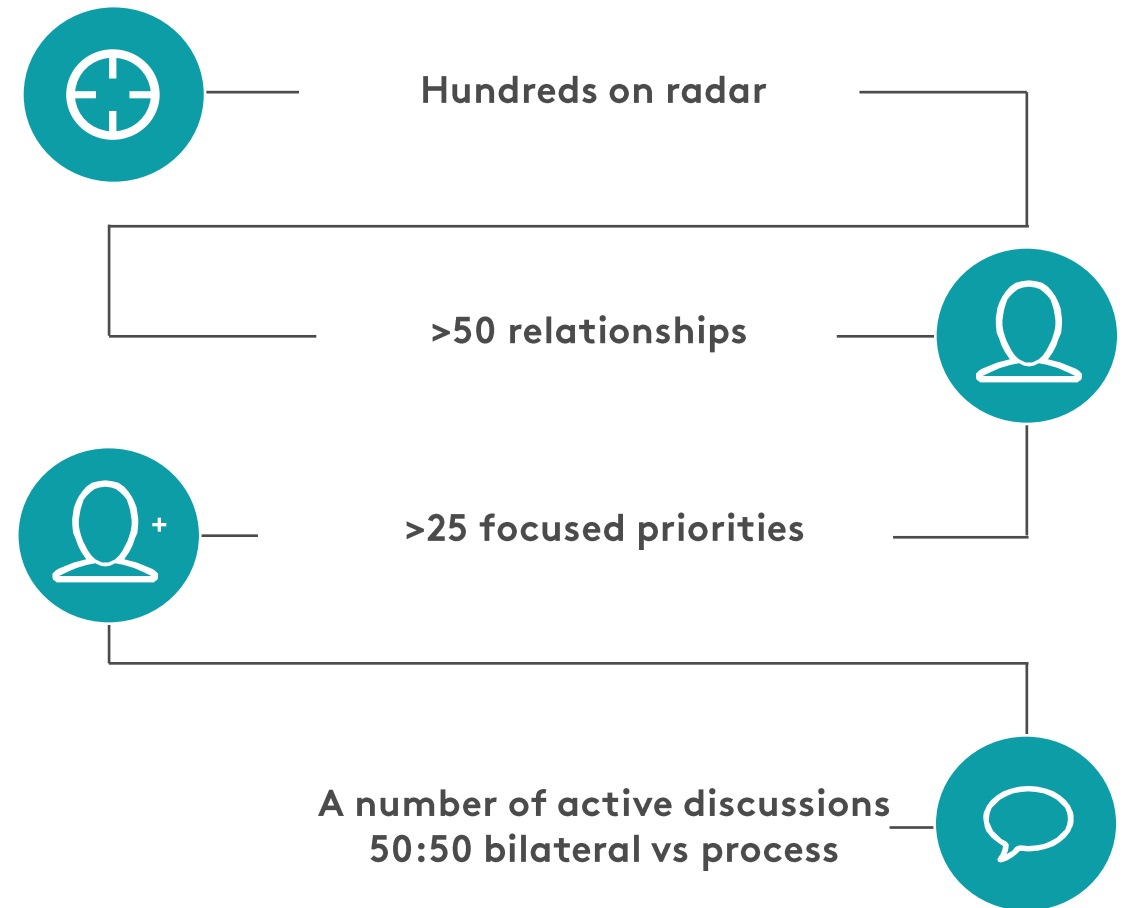 Hundreds on radar
>50 relationships
>25 focused priorities
A number of active discussions
50:50 bilateral vs process